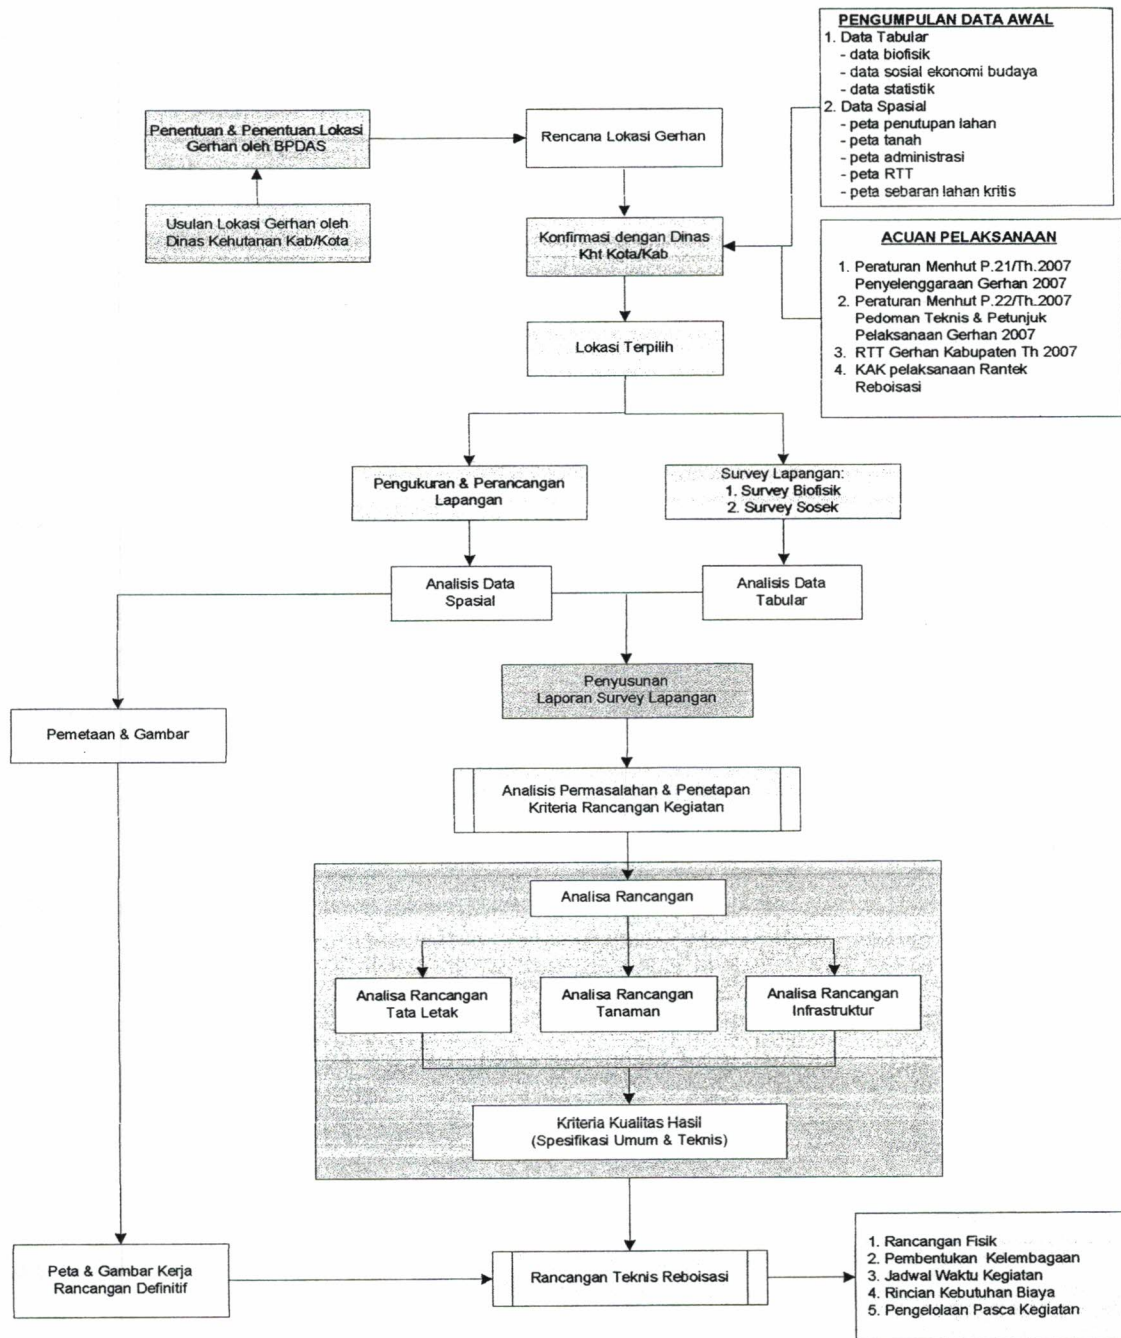 PENGUMPULAN DATA AWAL
1. Data Tabular
- data biofisik
- data sosial ekonomi budaya
- data statistik
2. Data Spasial
- peta penutupan lahan
- peta tanah
- peta administrasi
- peta RTT
- peta sebaran lahan kritis
Penentuan & Penentuan Lokasi
Gerhan oleh BPDAS
Rencana Lokasi Gerhan
Usulan Lokasi Gerhan oleh
Dinas Kehutanan Kab/Kota
Konfirmasi dengan Dinas
Kht Kota/Kab
ACUAN PELAKSANAAN
1. Peraturan Menhut P.21/Th.2007
Penyelenggaraan Gerhan 2007
2. Peraturan Menhut P.22/Th.2007
Pedoman Teknis & Petunjuk
Pelaksanaan Gerhan 2007
3. RTT Gerhan Kabupaten Th 2007
4. KAK pelaksanaan Rantek
Reboisasi
Lokasi Terpilih
Pengukuran & Perancangan
Lapangan
Survey Lapangan:
1. Survey Biofisik
2. Survey Sosek
Analisis Data
Spasial
Analisis Data
Tabular
Penyusunan
Laporan Survey Lapangan
Pemetaan & Gambar
Analisis Permasalahan & Penetapan
Kriteria Rancangan Kegiatan
Analisa Rancangan
Analisa Rancangan
Tata Letak
Analisa Rancangan
Tanaman
Analisa Rancangan
Infrastruktur
Kriteria Kualitas Hasil
(Spesifikasi Umum & Teknis)
Peta & Gambar Kerja
Rancangan Definitif
Rancangan Teknis Reboisasi
1. Rancangan Fisik
2. Pembentukan Kelembagaan
3. Jadwal Waktu Kegiatan
4. Rincian Kebutuhan Biaya
5. Pengelolaan Pasca Kegiatan